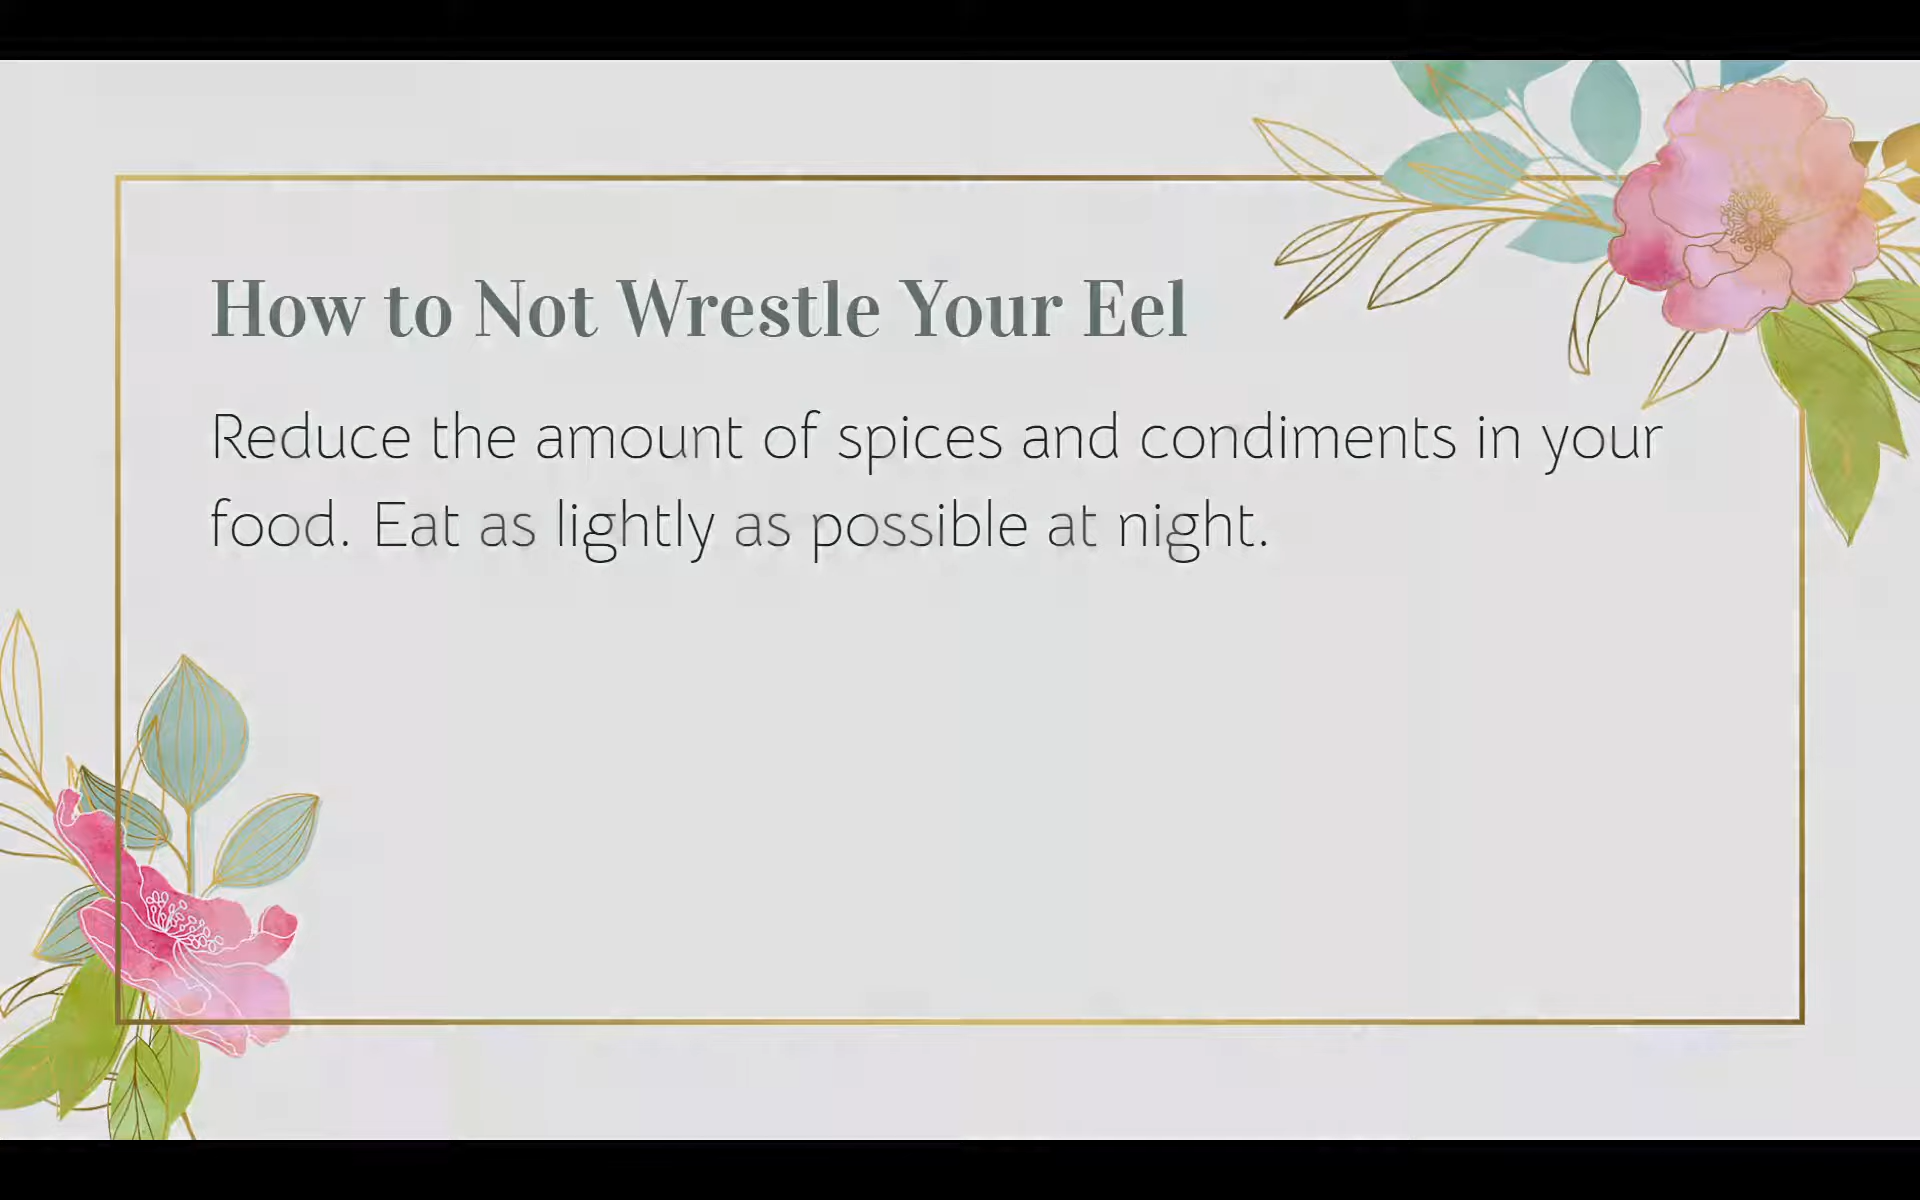 How to Not Wrestle Your Eel
Reduce the amount of spices and condiments in your
food. Eat as lightly as possible at night.